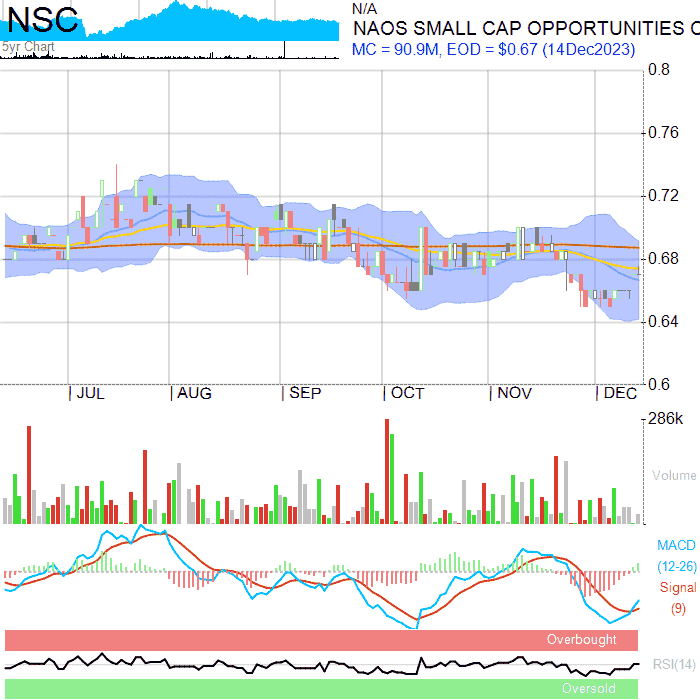 NSC
5yr Chart
N/A
NAOS SMALL CAP OPPORTUNITIES C
MC = 90.9M, EOD = $0.67 (14Dec2023)
0.8
0.76
0.72
0.68
0.64
0.6
JUL AUG SEP OCT NOV DEC
286k
Volume
MACD
(12-26)
Signal
(9)
Overbought
RSI(14)
Oversold